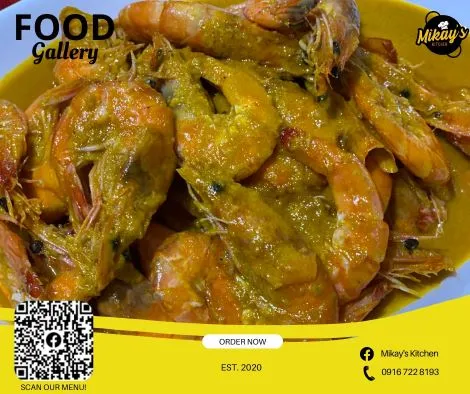 FOOD
Gallery
Mikay's
KITCHEN
ORDER NOW
EST. 2020
Mikay's Kitchen
0916 722 8193
SCAN OUR MENU!